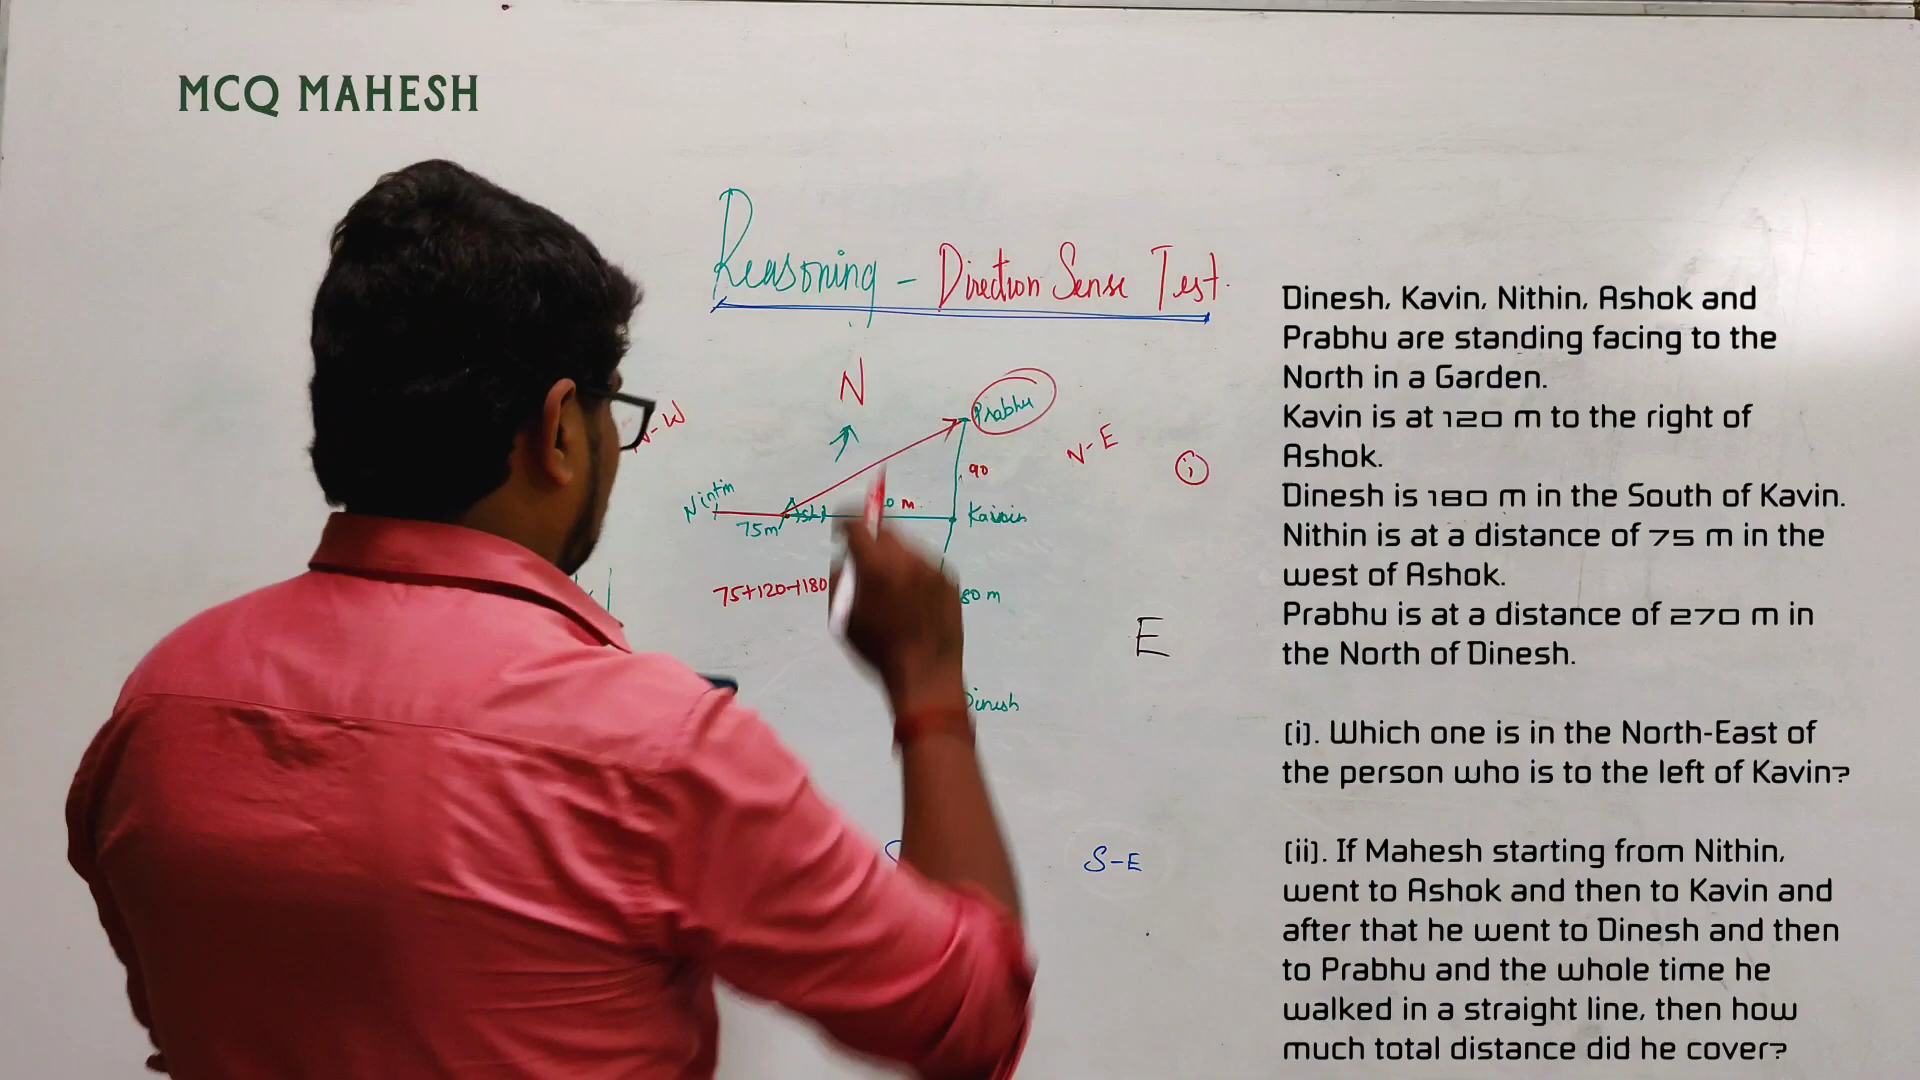 MCQ MAHESH
Reasoning - Direction Sense Test.
N
Prabhu
N-E
i
90
Nintin
m.
Kavin
75m
75+120+180
80 m
E
Dinesh
S-E
Dinesh, Kavin, Nithin, Ashok and
Prabhu are standing facing to the
North in a Garden.
Kavin is at 120 m to the right of
Ashok.
Dinesh is 180 m in the South of Kavin.
Nithin is at a distance of 75 m in the
west of Ashok.
Prabhu is at a distance of 270 m in
the North of Dinesh.
(i). Which one is in the North-East of
the person who is to the left of Kavin?
(ii). If Mahesh starting from Nithin,
went to Ashok and then to Kavin and
after that he went to Dinesh and then
to Prabhu and the whole time he
walked in a straight line, then how
much total distance did he cover?